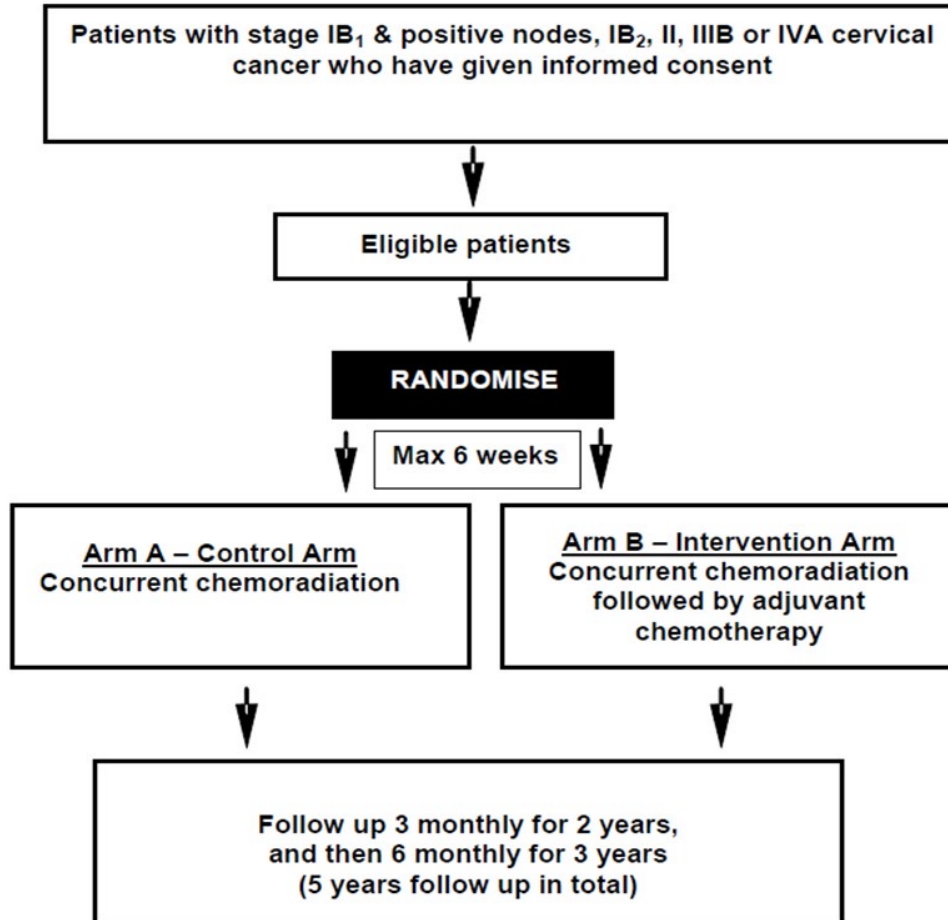 Patients with stage IB₁ & positive nodes, IB₂, II, IIIB or IVA cervical
cancer who have given informed consent
Eligible patients
RANDOMISE
Max 6 weeks
Arm A – Control Arm
Concurrent chemoradiation
Arm B – Intervention Arm
Concurrent chemoradiation
followed by adjuvant
chemotherapy
Follow up 3 monthly for 2 years,
and then 6 monthly for 3 years
(5 years follow up in total)